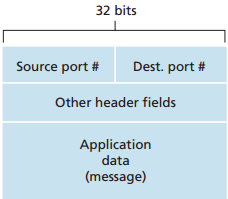 32 bits
Source port #
Dest. port #
Other header fields
Application
data
(message)